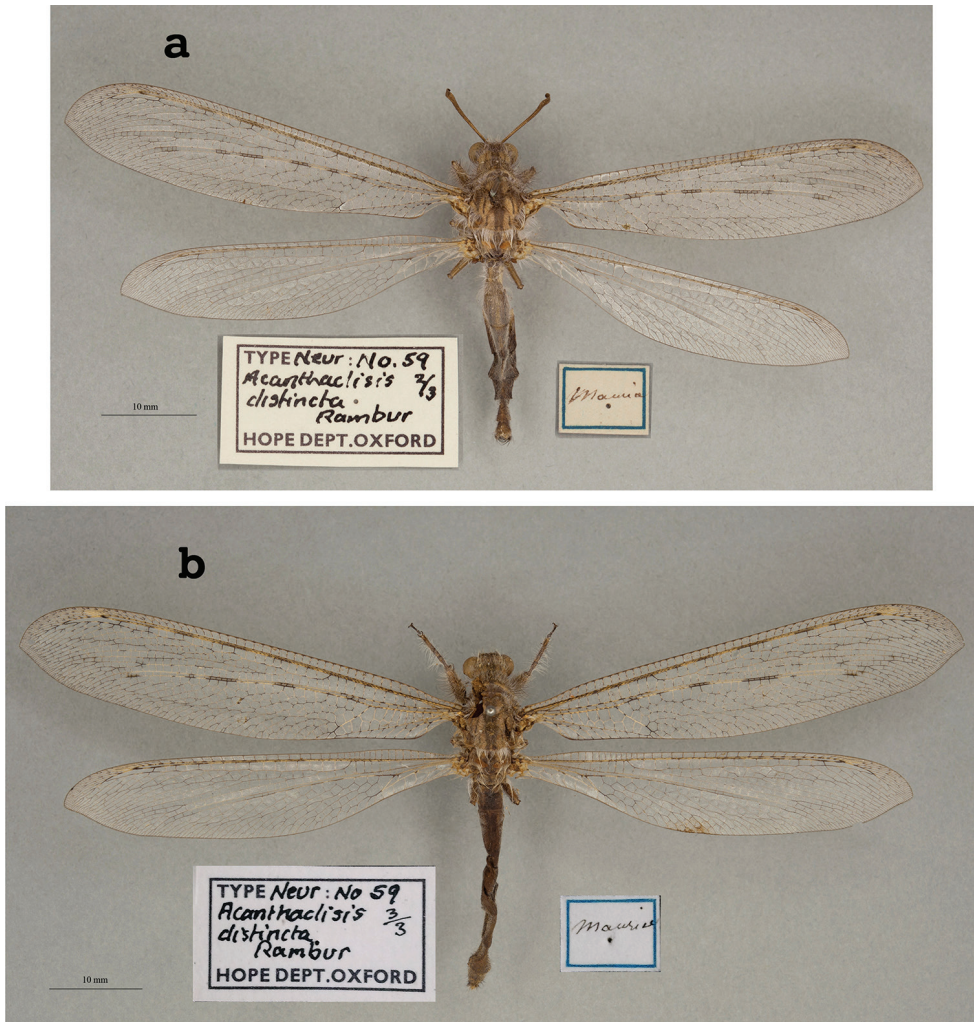 a
TYPE Neur: No. 59
Acanthaclisis 2/3
distincta.
Rambur
HOPE DEPT. OXFORD
10 mm
b
TYPE Neur: No 59
Acanthaclisis 3/3
distincta.
Rambur
HOPE DEPT. OXFORD
Maurice
10 mm